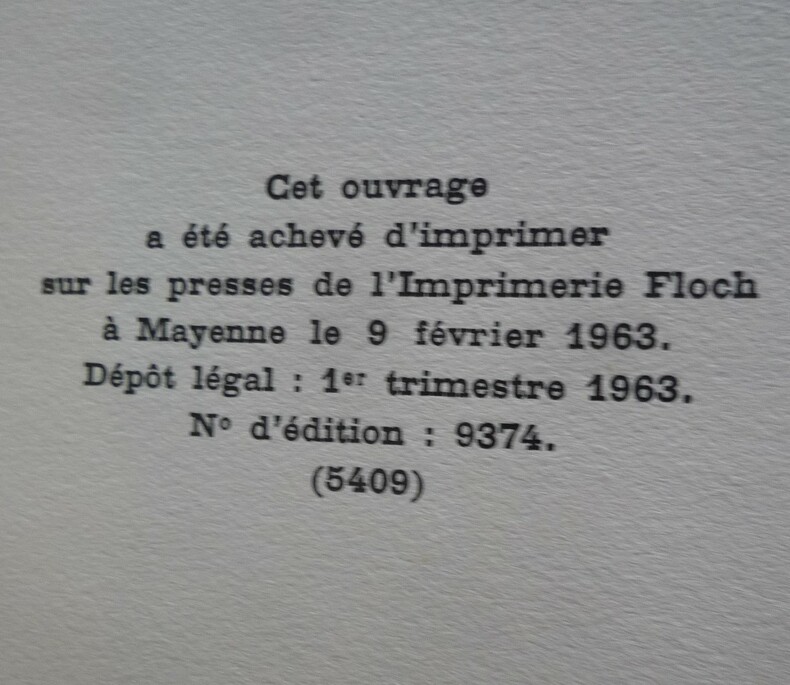 Cet ouvrage
a été achevé d'imprimer
sur les presses de l'Imprimerie Floch
à Mayenne le 9 février 1963.
Dépôt légal : 1er trimestre 1963.
No d'édition : 9374.
(5409)